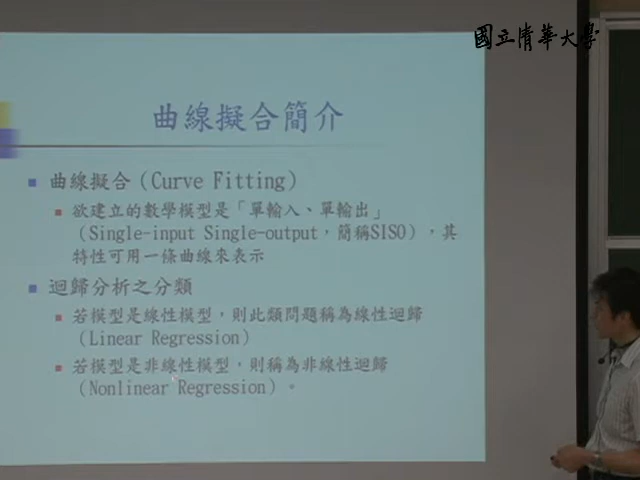 國立清華大學
曲線擬合簡介
曲線擬合（Curve Fitting）
欲建立的數學模型是「單輸入、單輸出」
（Single-input Single-output，簡稱SISO），其
特性可用一條曲線來表示
迴歸分析之分類
若模型是線性模型，則此類問題稱為線性迴歸
（Linear Regression）
若模型是非線性模型，則稱為非線性迴歸
（Nonlinear Regression）。